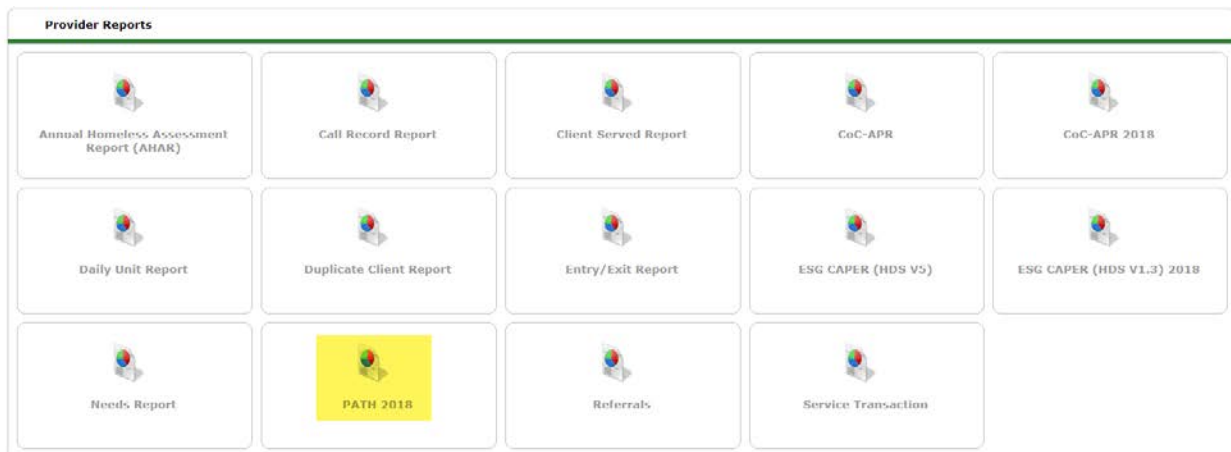 Provider Reports
Annual Homeless Assessment
Report (AHAR)
Call Record Report
Client Served Report
CoC-APR
CoC-APR 2018
Daily Unit Report
Duplicate Client Report
Entry/Exit Report
ESG CAPER (HDS V5)
ESG CAPER (HDS V1.3) 2018
Needs Report
PATH 2018
Referrals
Service Transaction